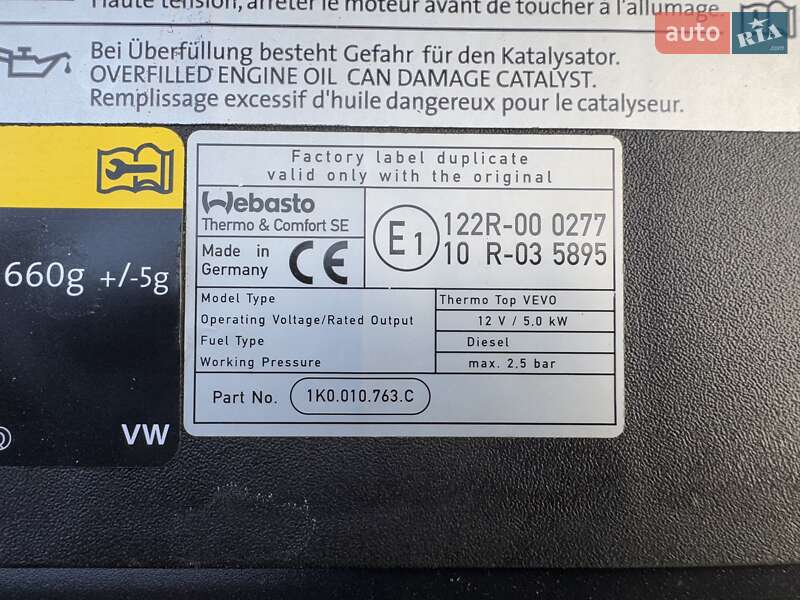 Haute tension, arrêter le moteur avant de toucher à l'allumage.
auto RIA .com
Bei Überfüllung besteht Gefahr für den Katalysator.
OVERFILLED ENGINE OIL CAN DAMAGE CATALYST.
Remplissage excessif d'huile dangereux pour le catalyseur.
Factory label duplicate
valid only with the original
Webasto
Thermo & Comfort SE
Made in
Germany
CE
E1
122R-00 0277
10 R-03 5895
660g +/-5g
Model Type Thermo Top VEVO
Operating Voltage/Rated Output 12 V / 5,0 kW
Fuel Type Diesel
Working Pressure max. 2,5 bar
Part No. 1K0.010.763.C
VW